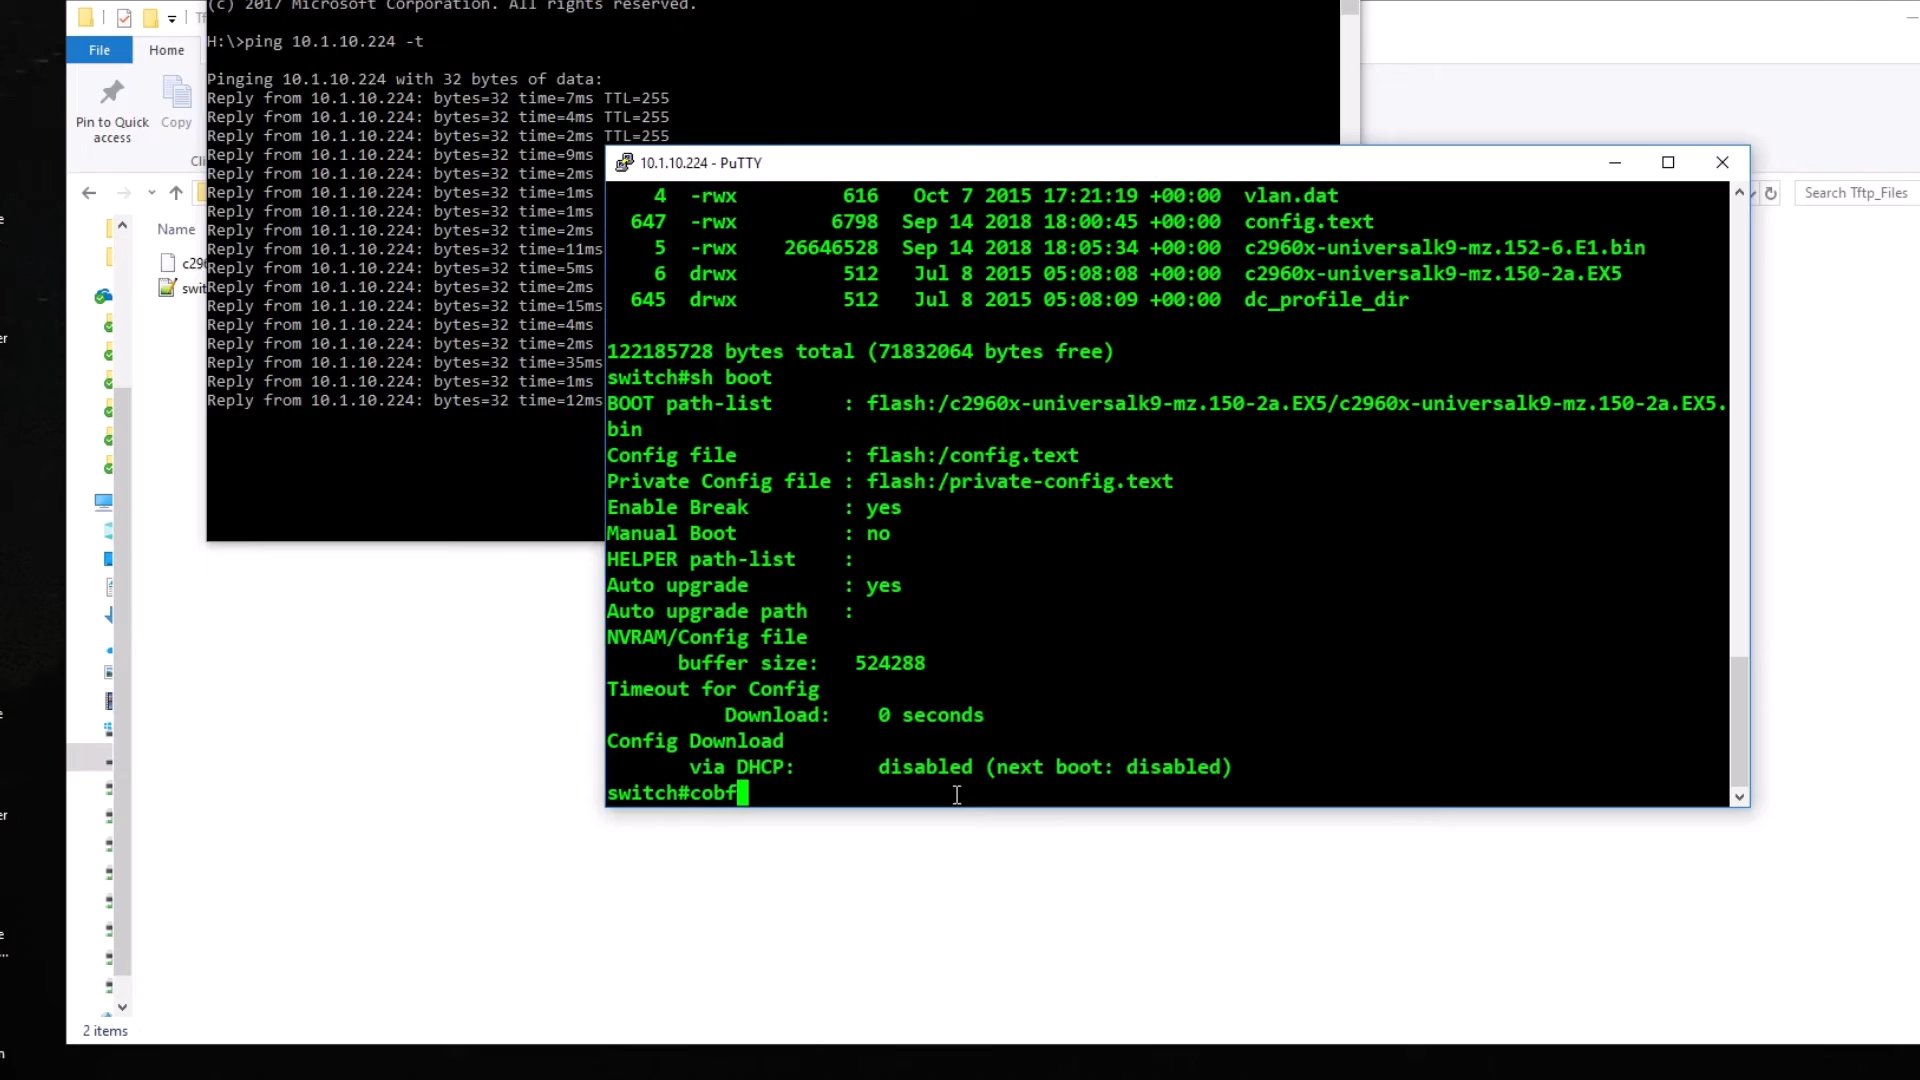 (c) 2017 Microsoft Corporation. All rights reserved.
H:\>ping 10.1.10.224 -t
Pinging 10.1.10.224 with 32 bytes of data:
Reply from 10.1.10.224: bytes=32 time=7ms TTL=255
Reply from 10.1.10.224: bytes=32 time=4ms TTL=255
Reply from 10.1.10.224: bytes=32 time=2ms TTL=255
Reply from 10.1.10.224: bytes=32 time=9ms
Reply from 10.1.10.224: bytes=32 time=2ms
Reply from 10.1.10.224: bytes=32 time=1ms
Reply from 10.1.10.224: bytes=32 time=1ms
Reply from 10.1.10.224: bytes=32 time=2ms
Reply from 10.1.10.224: bytes=32 time=11ms
Reply from 10.1.10.224: bytes=32 time=5ms
Reply from 10.1.10.224: bytes=32 time=2ms
Reply from 10.1.10.224: bytes=32 time=15ms
Reply from 10.1.10.224: bytes=32 time=4ms
Reply from 10.1.10.224: bytes=32 time=2ms
Reply from 10.1.10.224: bytes=32 time=35ms
Reply from 10.1.10.224: bytes=32 time=1ms
Reply from 10.1.10.224: bytes=32 time=12ms
File
Home
Pin to Quick
access
Copy
Cli
Search Tftp_Files
Name
c296
swit
2 items
10.1.10.224 - PuTTY
4 -rwx 616 Oct 7 2015 17:21:19 +00:00 vlan.dat
647 -rwx 6798 Sep 14 2018 18:00:45 +00:00 config.text
5 -rwx 26646528 Sep 14 2018 18:05:34 +00:00 c2960x-universalk9-mz.152-6.E1.bin
6 drwx 512 Jul 8 2015 05:08:08 +00:00 c2960x-universalk9-mz.150-2a.EX5
645 drwx 512 Jul 8 2015 05:08:09 +00:00 dc_profile_dir
122185728 bytes total (71832064 bytes free)
switch#sh boot
BOOT path-list : flash:/c2960x-universalk9-mz.150-2a.EX5/c2960x-universalk9-mz.150-2a.EX5.
bin
Config file : flash:/config.text
Private Config file : flash:/private-config.text
Enable Break : yes
Manual Boot : no
HELPER path-list :
Auto upgrade : yes
Auto upgrade path :
NVRAM/Config file
buffer size: 524288
Timeout for Config
Download: 0 seconds
Config Download
via DHCP: disabled (next boot: disabled)
switch#cobf